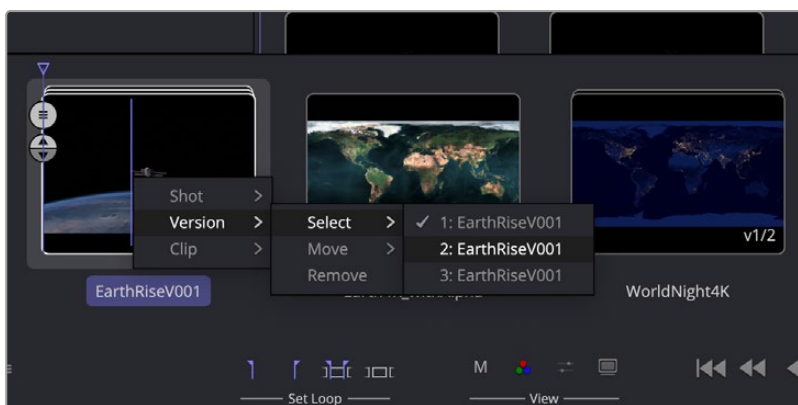 Shot >
Version > Select > ✓ 1: EarthRiseV001
Clip > Move > 2: EarthRiseV001
Remove 3: EarthRiseV001
v1/2
EarthRiseV001
WorldNight4K
M
Set Loop
View